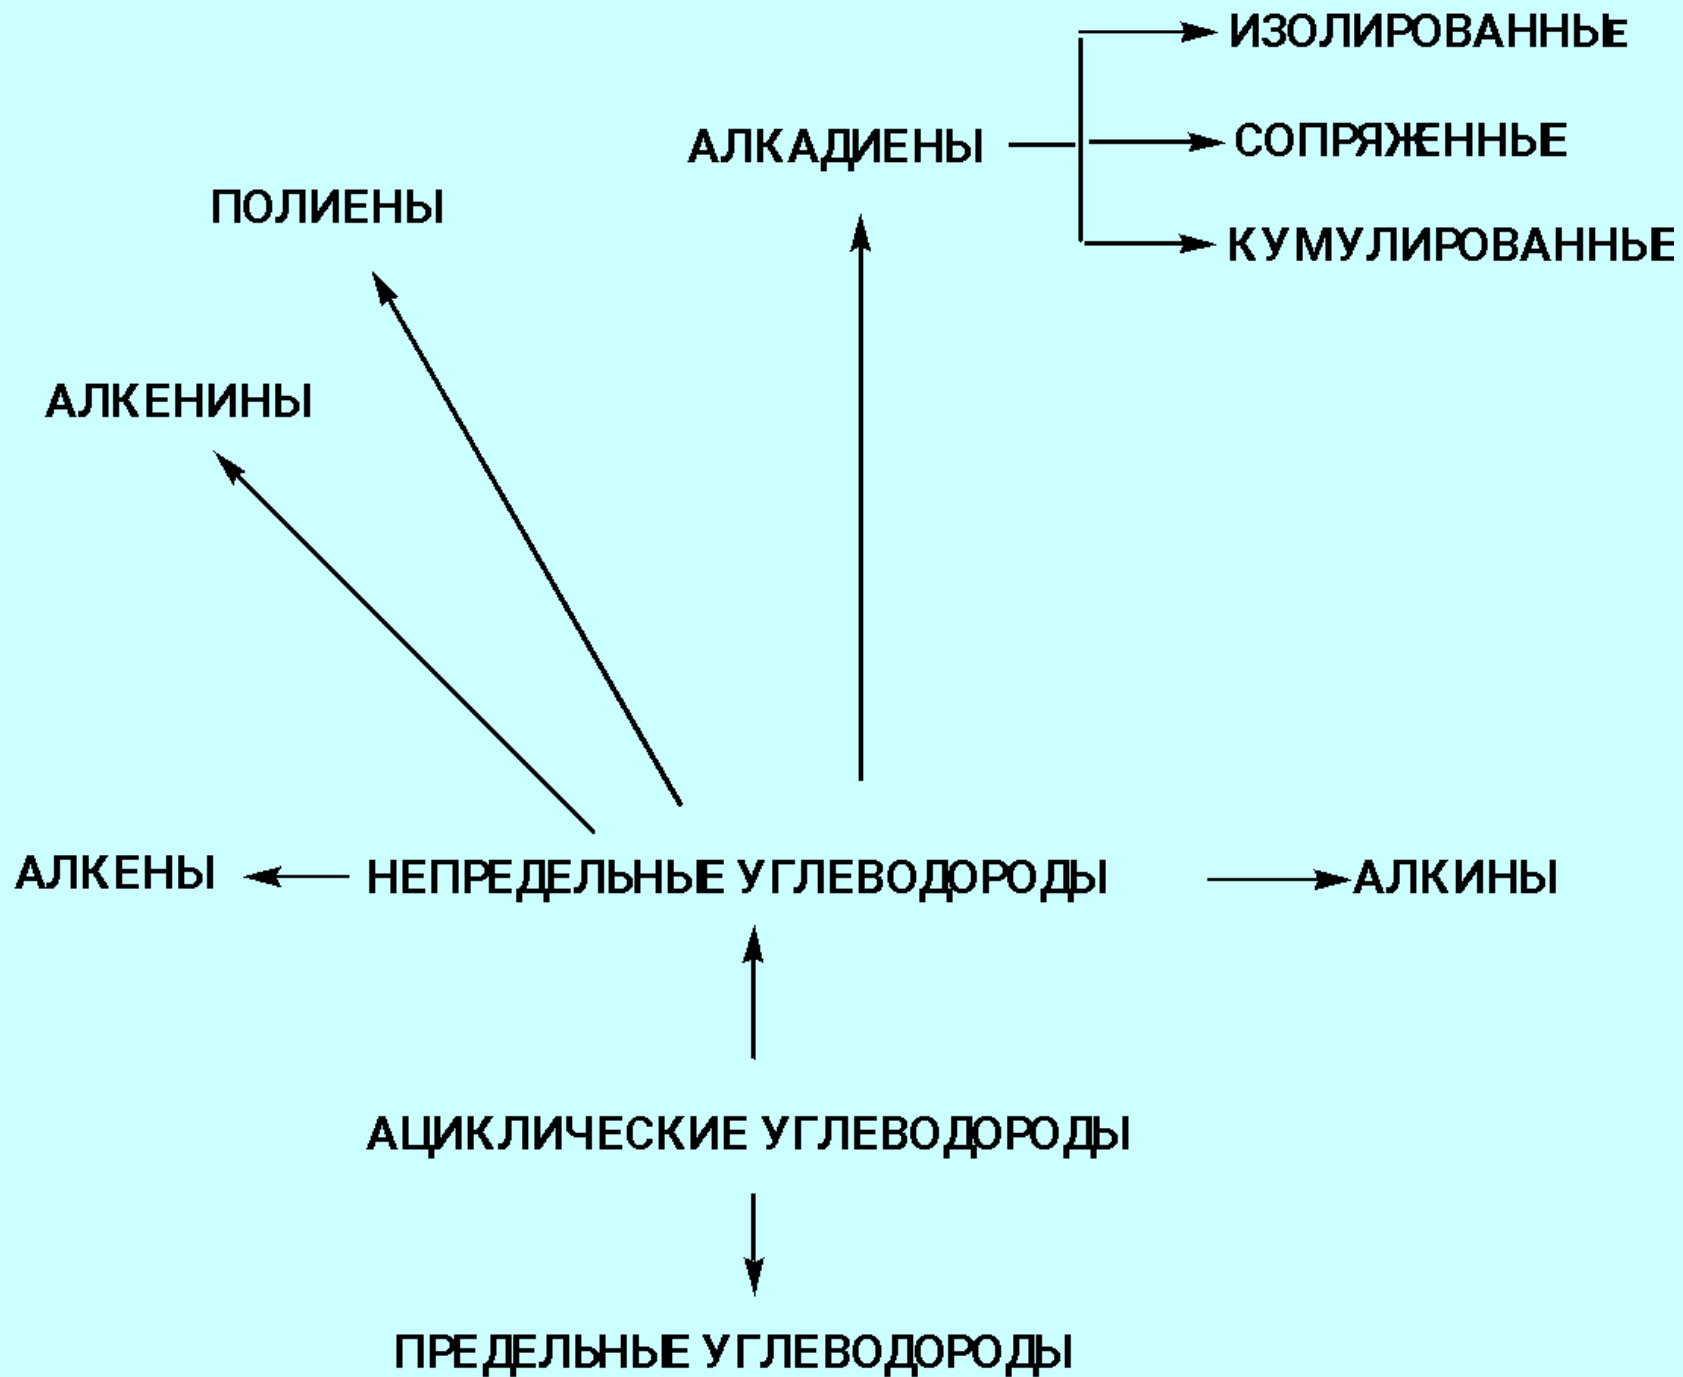 ИЗОЛИРОВАННЫЕ
АЛКАДИЕНЫ
СОПРЯЖЕННЫЕ
ПОЛИЕНЫ
КУМУЛИРОВАННЫЕ
АЛКЕНИНЫ
АЛКЕНЫ
НЕПРЕДЕЛЬНЫЕ УГЛЕВОДОРОДЫ
АЛКИНЫ
АЦИКЛИЧЕСКИЕ УГЛЕВОДОРОДЫ
ПРЕДЕЛЬНЫЕ УГЛЕВОДОРОДЫ